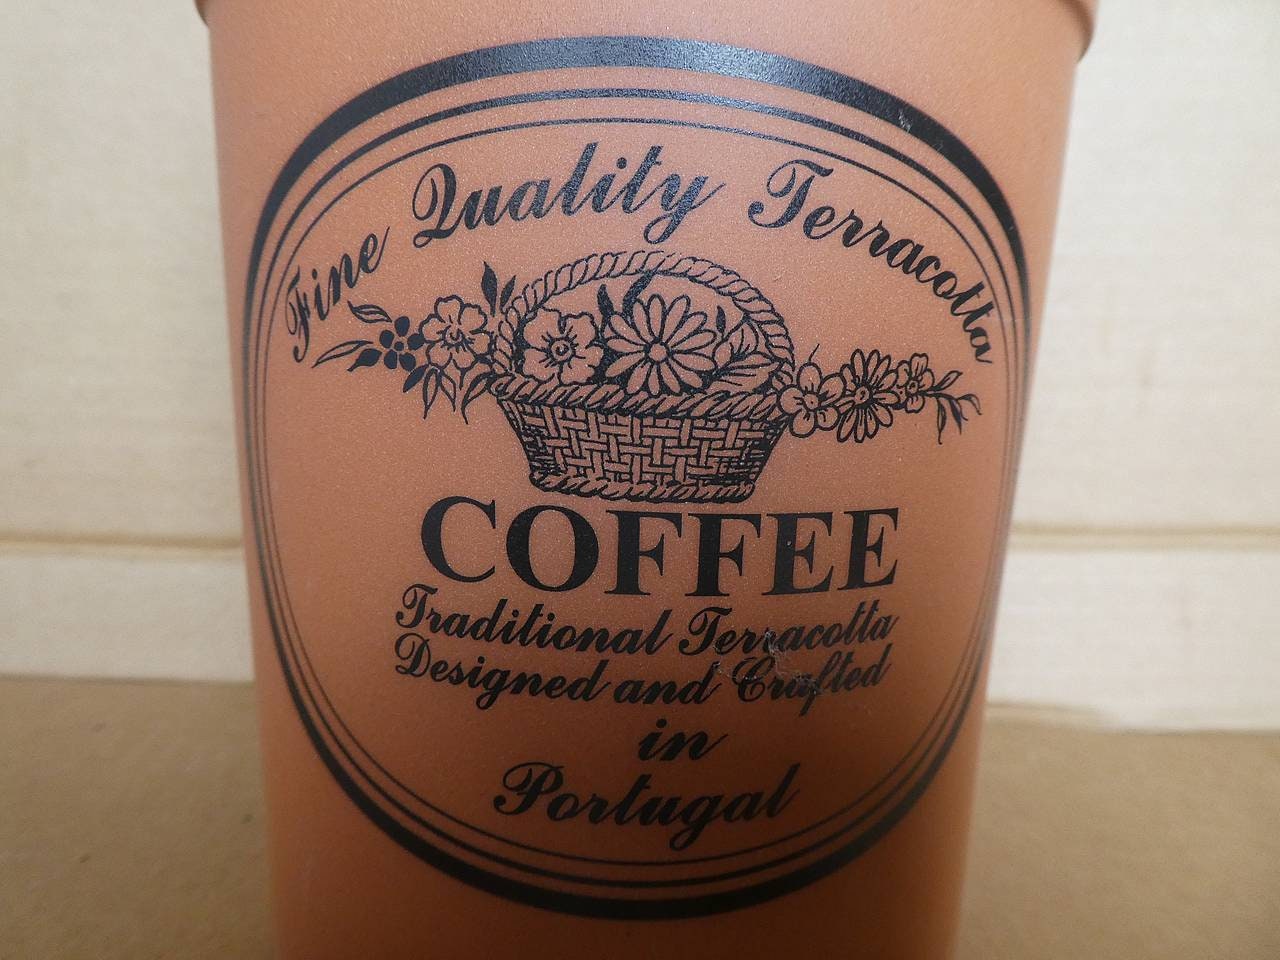 Fine Quality Terracotta
COFFEE
Traditional Terracotta
Designed and Crafted
in
Portugal